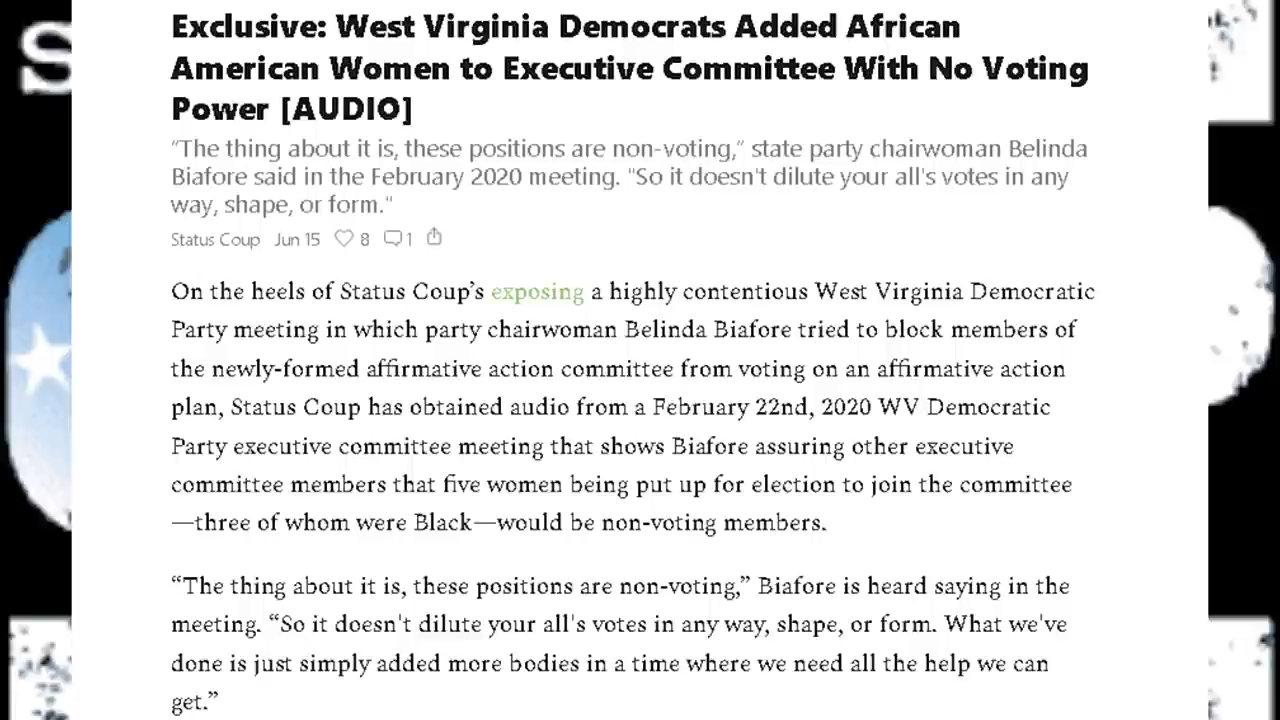 S
Exclusive: West Virginia Democrats Added African
American Women to Executive Committee With No Voting
Power [AUDIO]
"The thing about it is, these positions are non-voting," state party chairwoman Belinda
Biafore said in the February 2020 meeting. "So it doesn't dilute your all's votes in any
way, shape, or form."
Status Coup Jun 15 8 1
On the heels of Status Coup’s exposing a highly contentious West Virginia Democratic
Party meeting in which party chairwoman Belinda Biafore tried to block members of
the newly-formed affirmative action committee from voting on an affirmative action
plan, Status Coup has obtained audio from a February 22nd, 2020 WV Democratic
Party executive committee meeting that shows Biafore assuring other executive
committee members that five women being put up for election to join the committee
—three of whom were Black—would be non-voting members.
“The thing about it is, these positions are non-voting,” Biafore is heard saying in the
meeting. “So it doesn't dilute your all's votes in any way, shape, or form. What we've
done is just simply added more bodies in a time where we need all the help we can
get.”